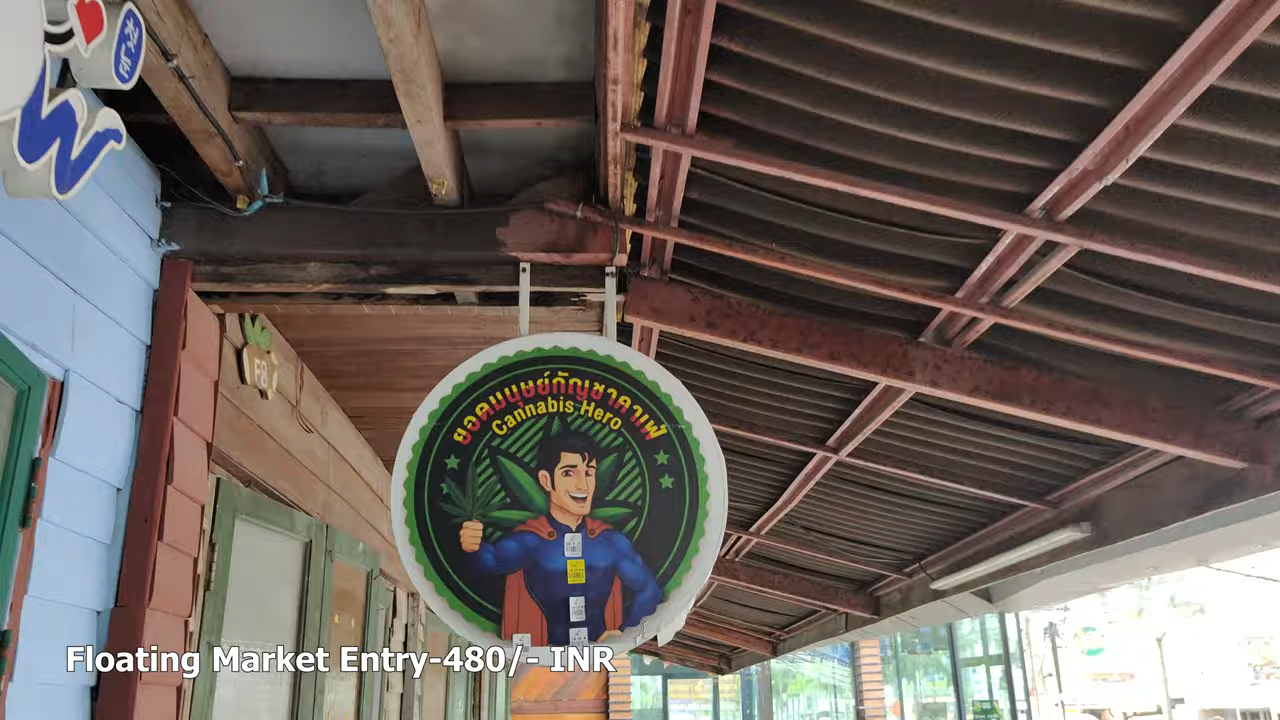 ยอดมนุษย์กัญชาคาเฟ่
Cannabis Hero
F8
Floating Market Entry-480/- INR